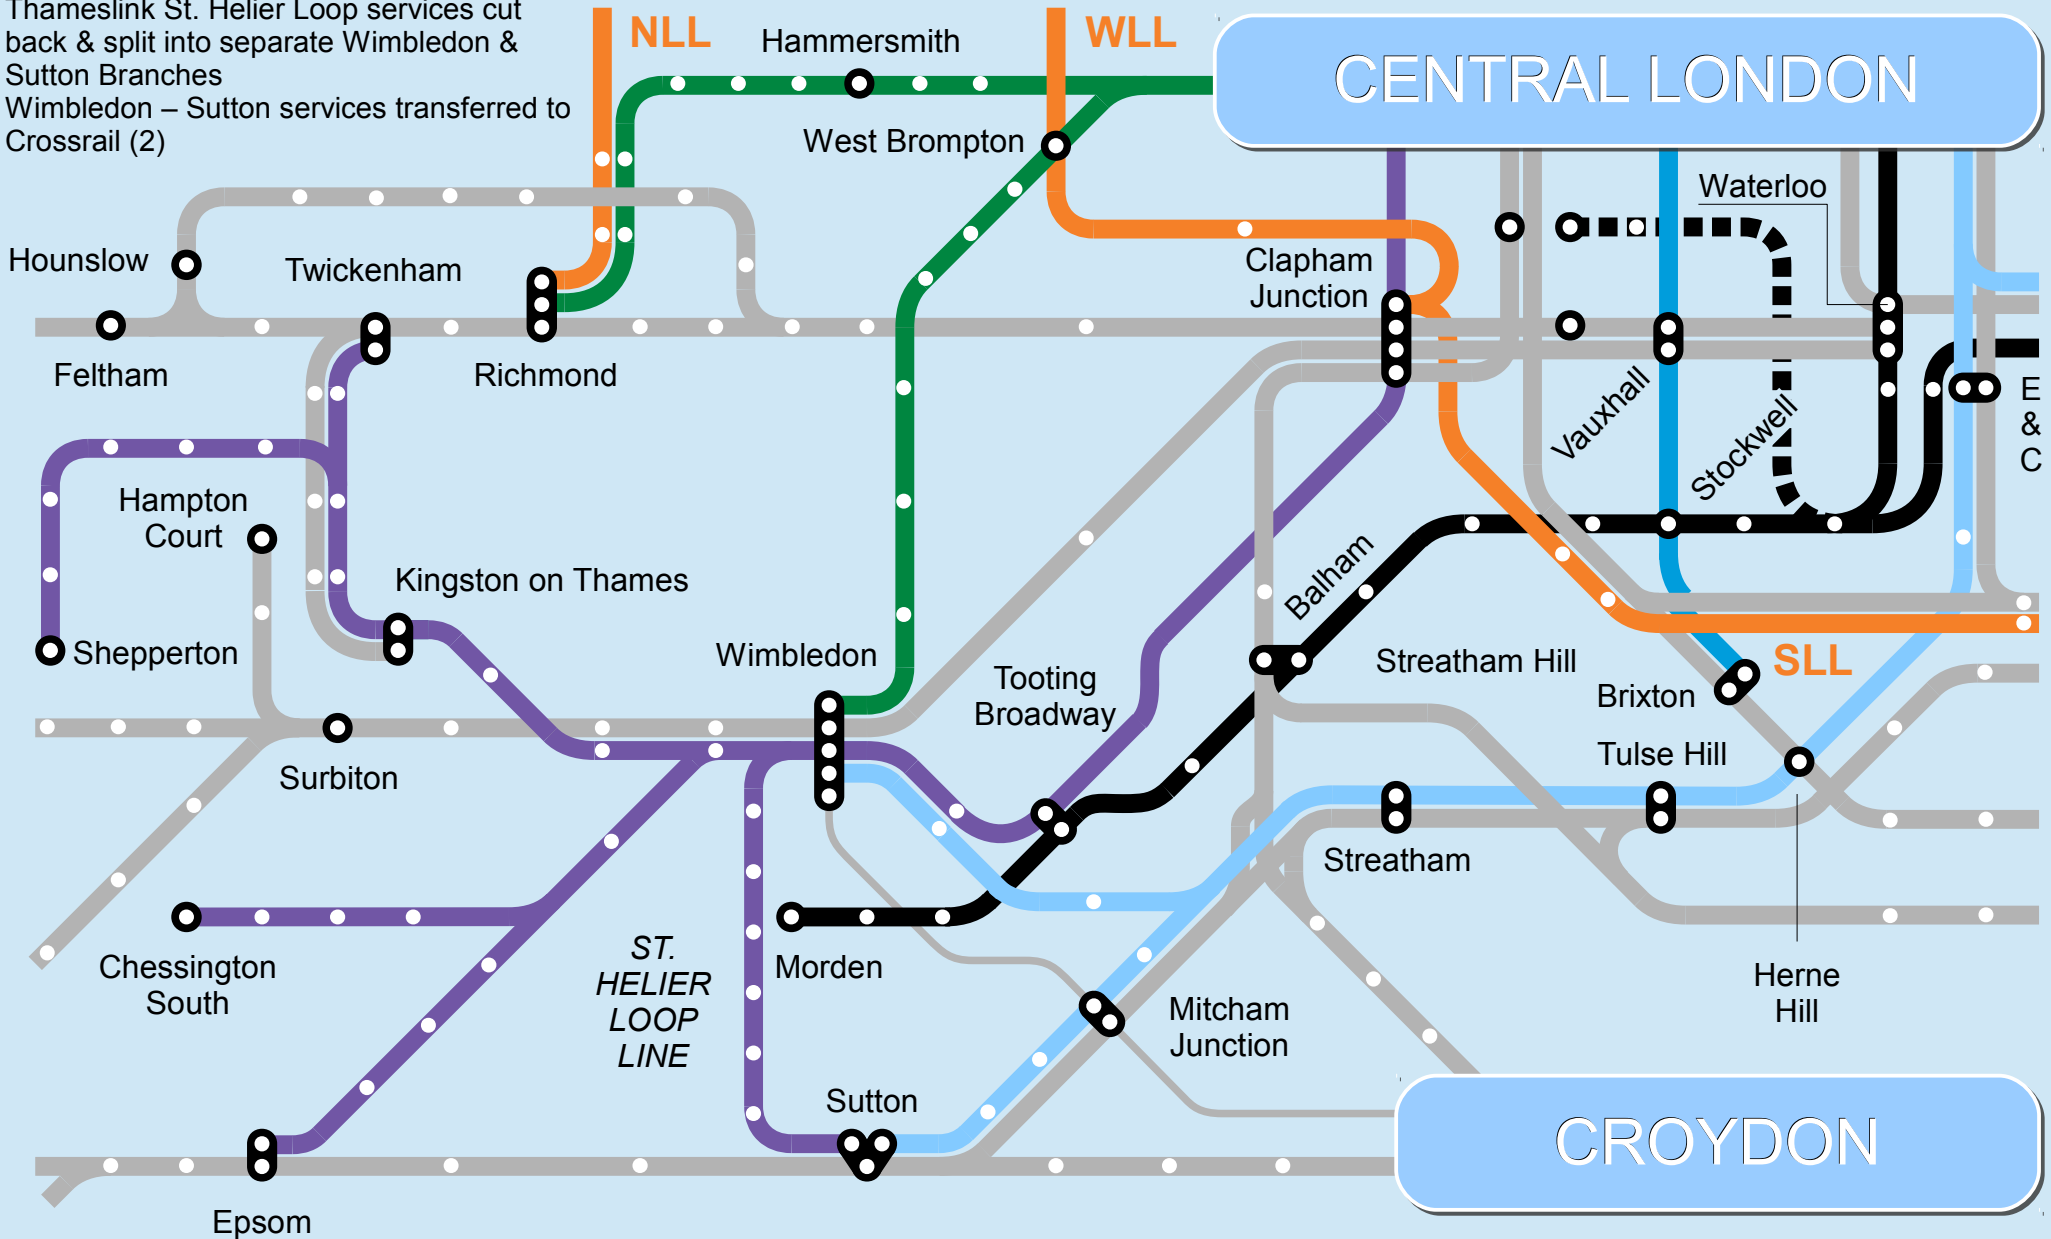 Thameslink St. Helier Loop services cut
back & split into separate Wimbledon &
Sutton Branches
Wimbledon – Sutton services transferred to
Crossrail (2)
NLL
Hammersmith
WLL
CENTRAL LONDON
West Brompton
Waterloo
Hounslow
Twickenham
Clapham
Junction
Feltham
Richmond
Vauxhall
Stockwell
E
&
C
Hampton
Court
Kingston on Thames
Balham
Shepperton
Wimbledon
Tooting
Broadway
Streatham Hill
SLL
Brixton
Surbiton
Tulse Hill
Streatham
Chessington
South
ST.
HELIER
LOOP
LINE
Morden
Mitcham
Junction
Herne
Hill
Sutton
CROYDON
Epsom